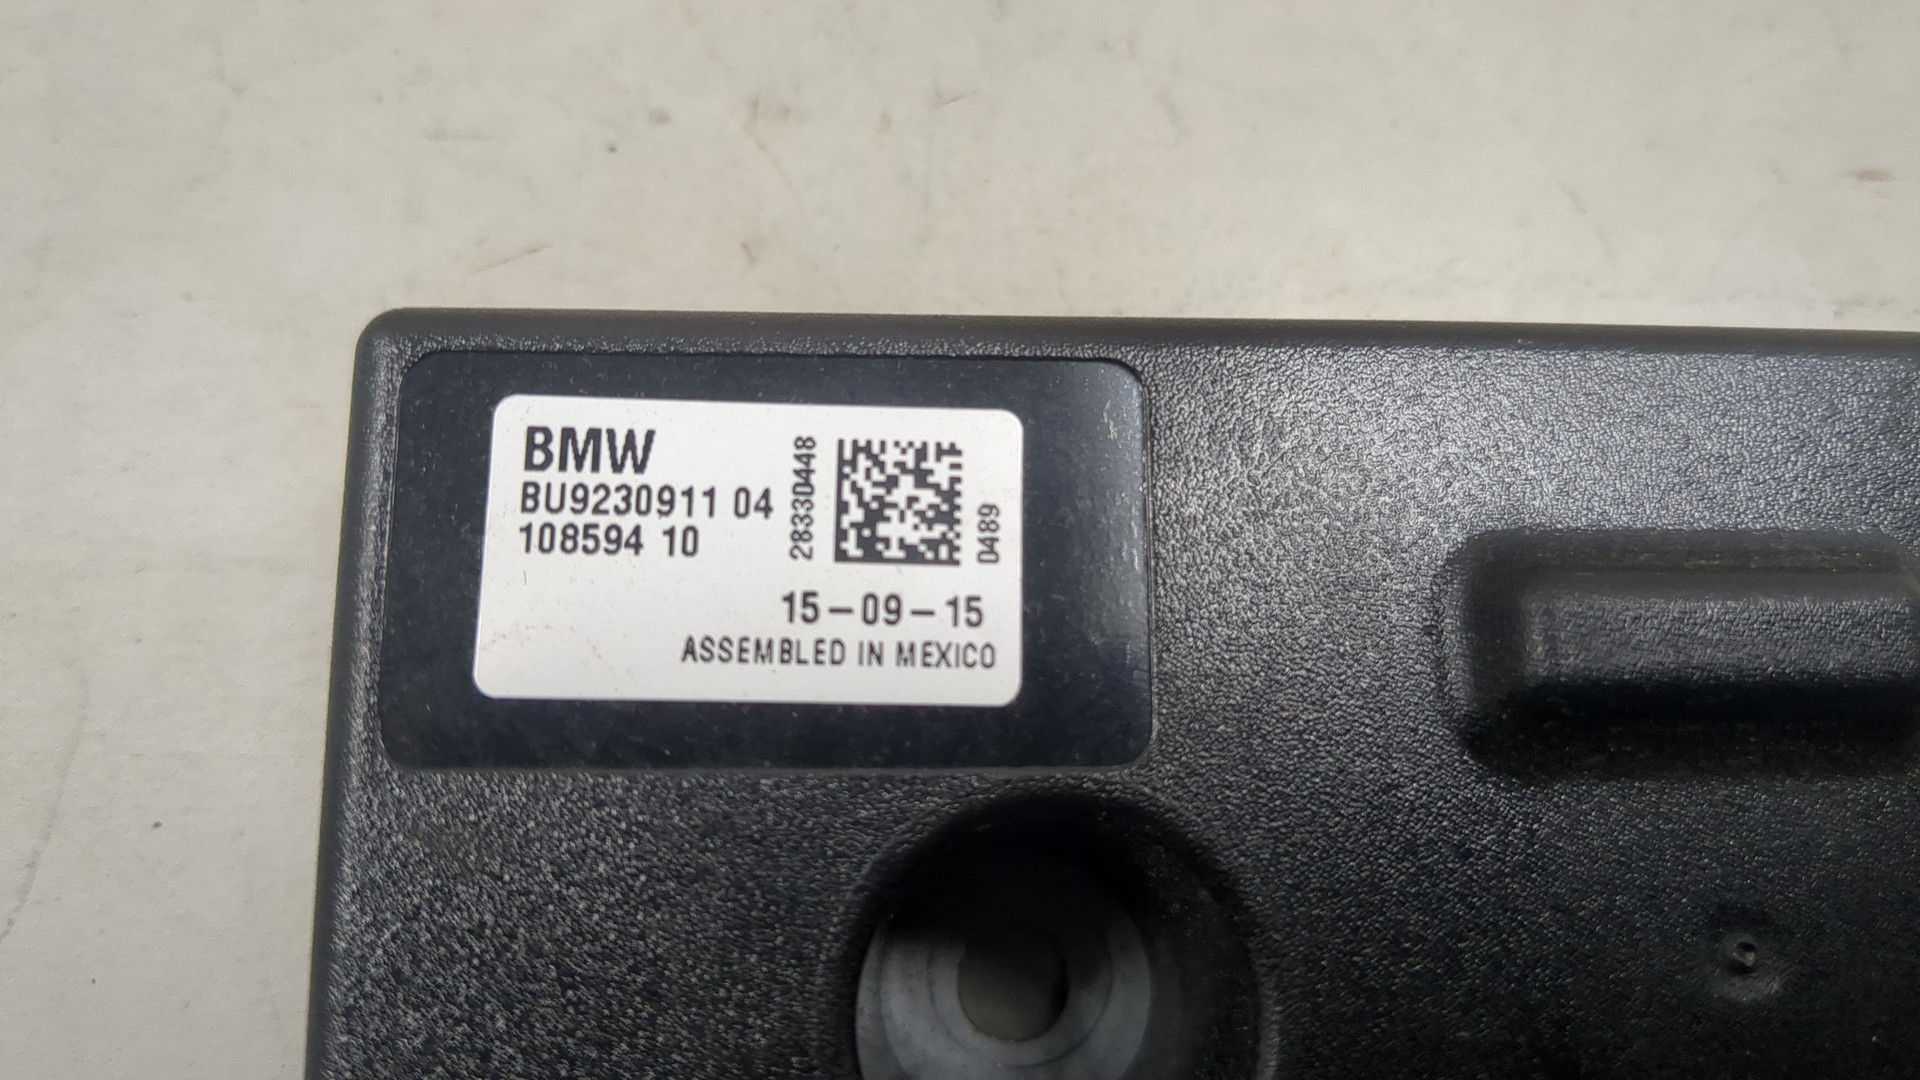 BMW
BU9230911 04
108594 10
28330448
0489
15-09-15
ASSEMBLED IN MEXICO